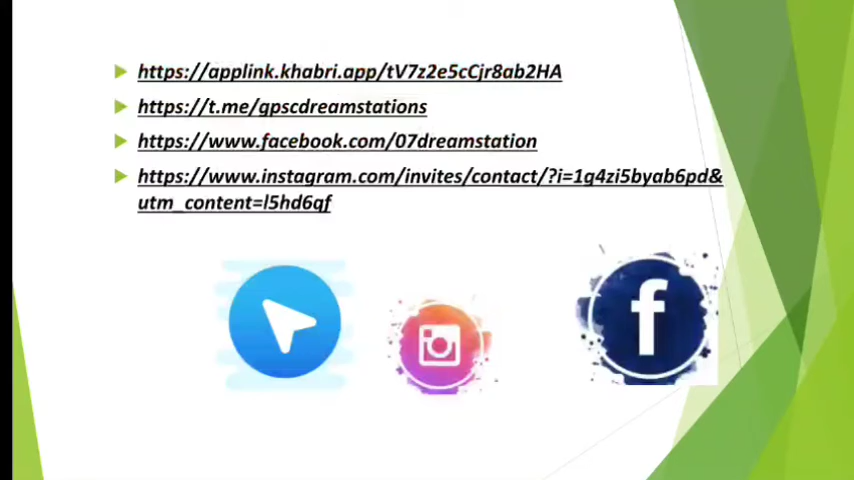 https://applink.khabri.app/tV7z2e5cCjr8ab2HA
https://t.me/gpscdreamstations
https://www.facebook.com/07dreamstation
https://www.instagram.com/invites/contact/?i=1g4zi5byab6pd&
utm_content=l5hd6qf